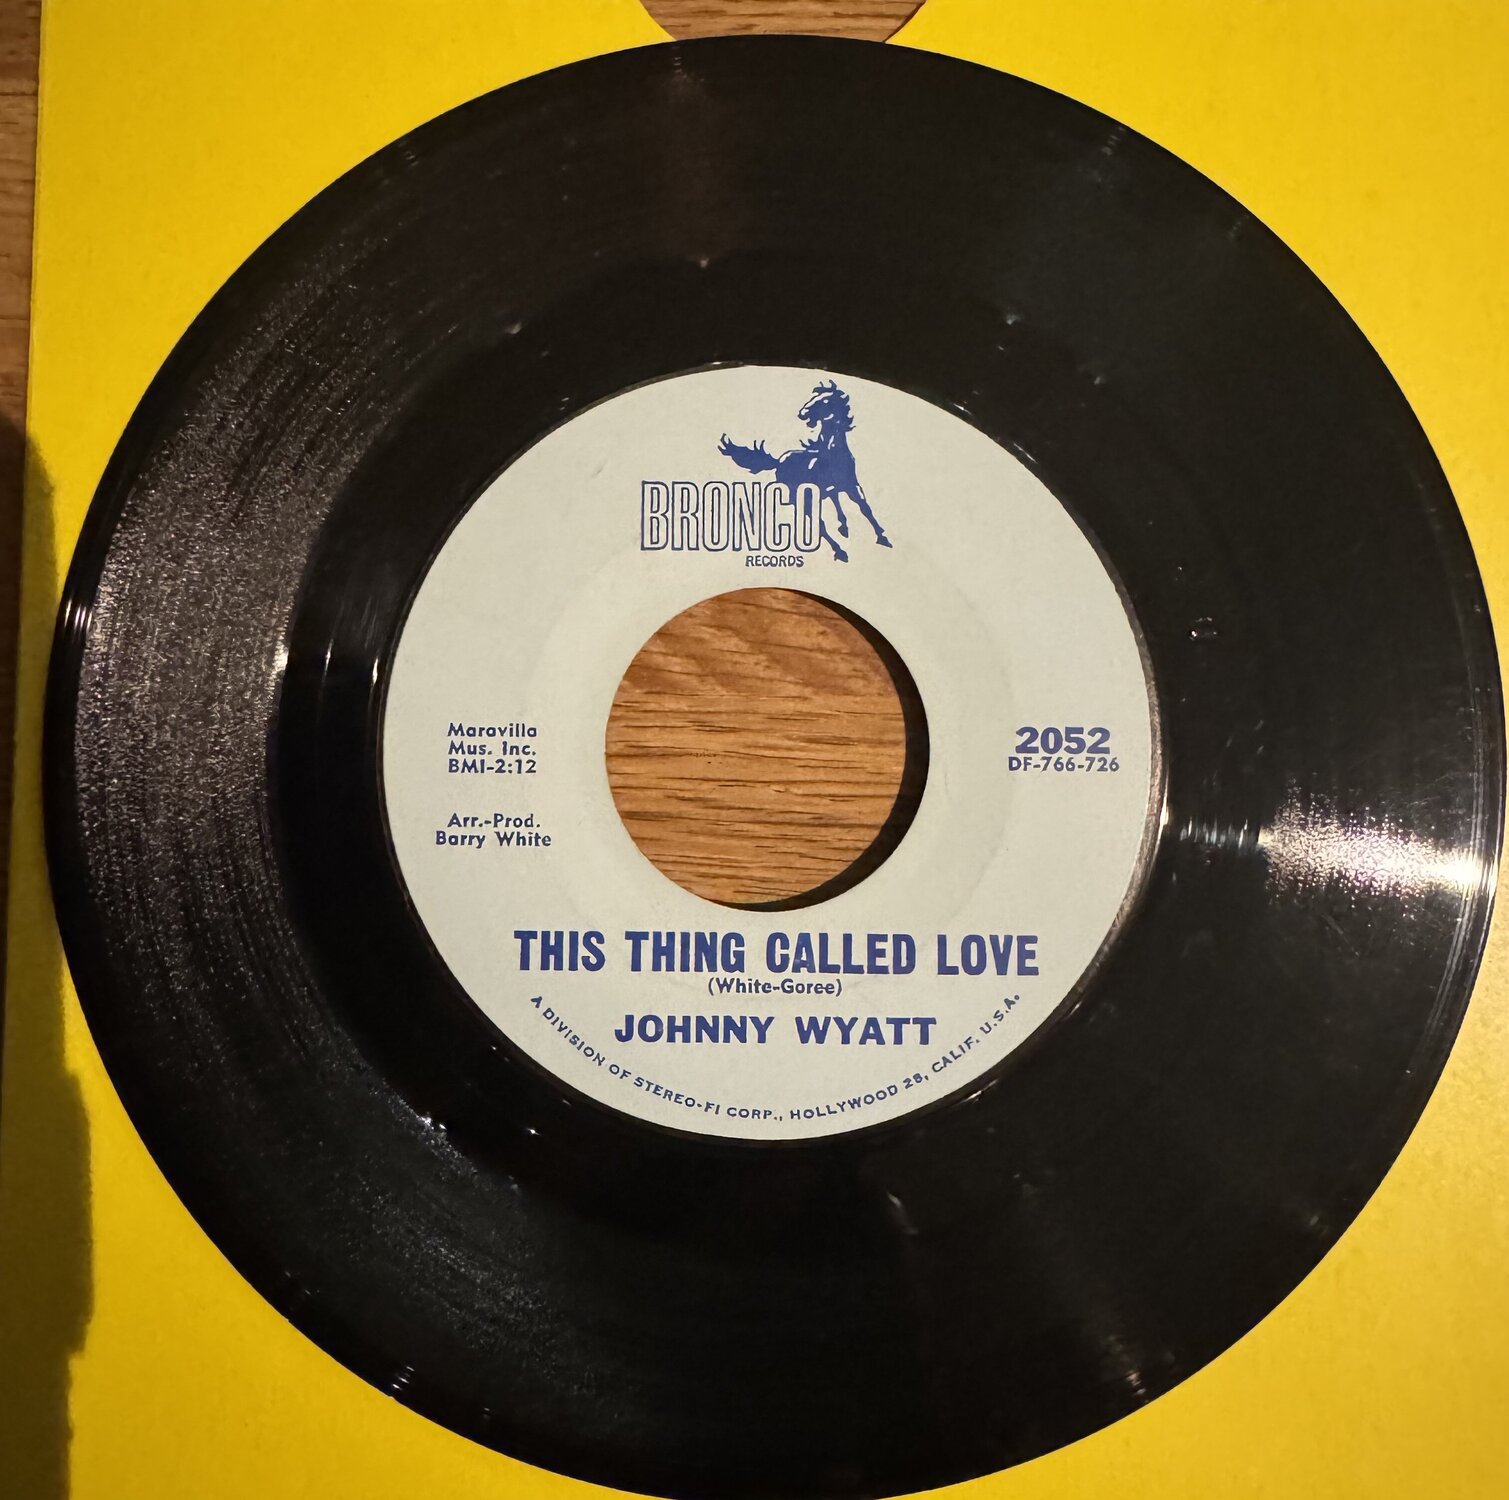 BRONCO
RECORDS
Maravilla
Mus. Inc.
BMI-2:12
Arr.-Prod.
Barry White
2052
DF-766-726
THIS THING CALLED LOVE
(White-Goree)
JOHNNY WYATT
A DIVISION OF STEREO-FI CORP., HOLLYWOOD 28, CALIF. U.S.A.